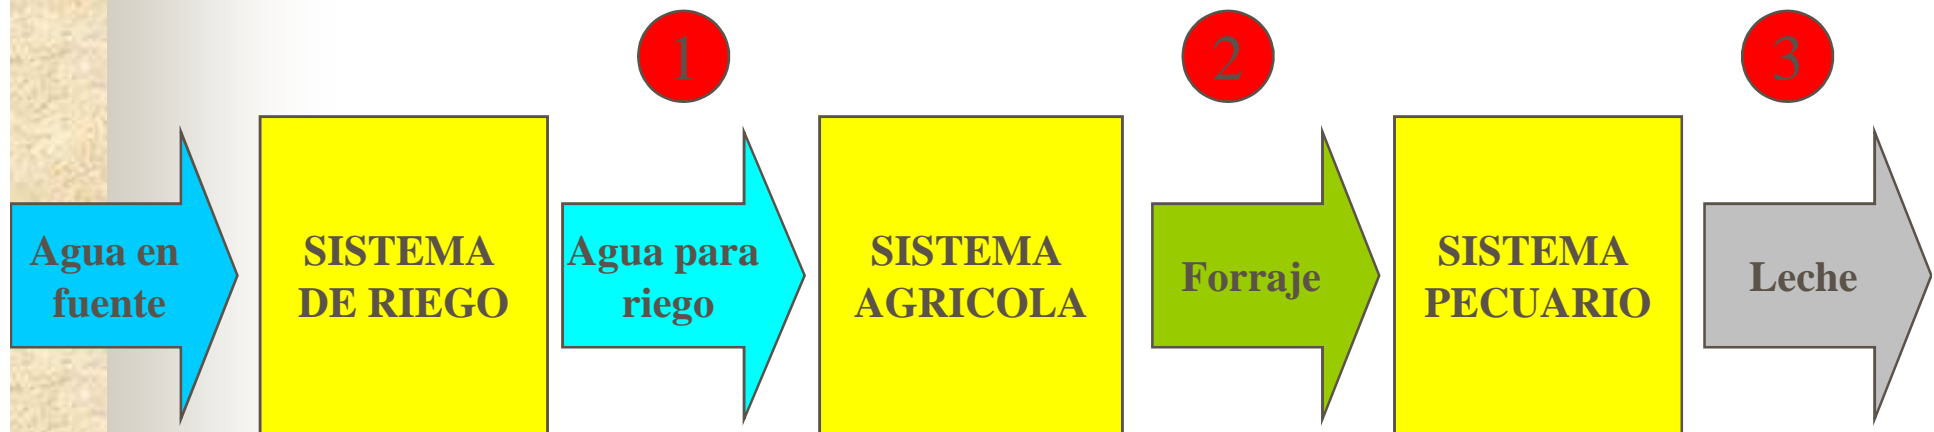 1
2
3
Agua en
fuente
SISTEMA
DE RIEGO
Agua para
riego
SISTEMA
AGRICOLA
Forraje
SISTEMA
PECUARIO
Leche